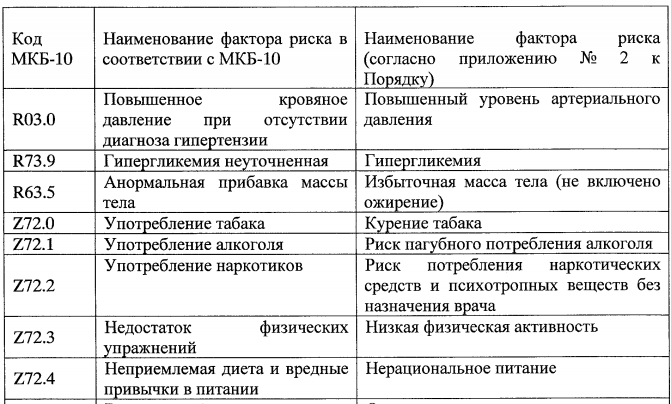 Код МКБ-10
Наименование фактора риска в соответствии с МКБ-10
Наименование фактора риска (согласно приложению № 2 к Порядку)
R03.0
Повышенное кровяное давление при отсутствии диагноза гипертензии
Повышенный уровень артериального давления
R73.9
Гипергликемия неуточненная
Гипергликемия
R63.5
Анормальная прибавка массы тела
Избыточная масса тела (не включено ожирение)
Z72.0
Употребление табака
Курение табака
Z72.1
Употребление алкоголя
Риск пагубного потребления алкоголя
Z72.2
Употребление наркотиков
Риск потребления наркотических средств и психотропных веществ без назначения врача
Z72.3
Недостаток физических упражнений
Низкая физическая активность
Z72.4
Неприемлемая диета и вредные привычки в питании
Нерациональное питание